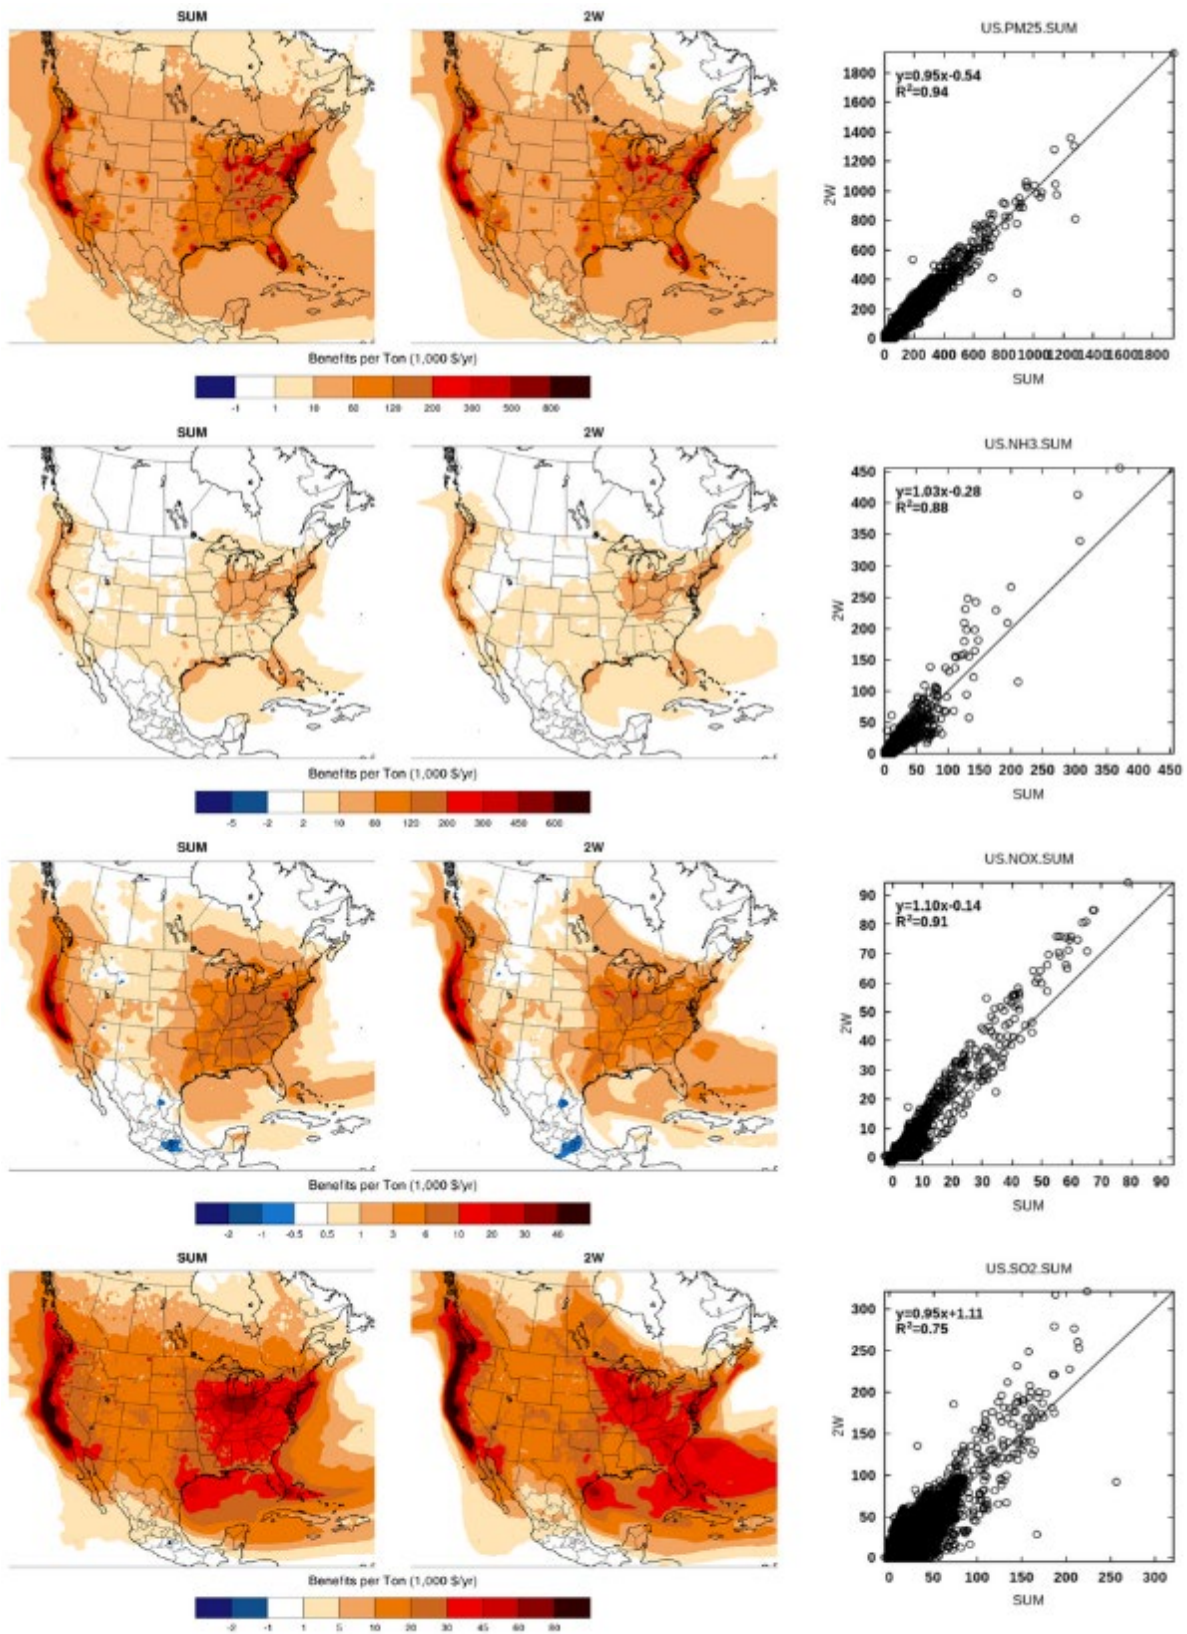 SUM 2W US.PM25.SUM
y=0.95x-0.54
R²=0.94
1800
1600
1400
1200
1000
800
600
400
200
0
2W
0 200 400 600 800 1000 1200 1400 1600 1800
SUM
Benefits per Ton (1,000 $/yr)
-1 1 10 60 120 200 300 500 800
SUM 2W US.NH3.SUM
y=1.03x-0.28
R²=0.88
450
400
350
300
250
200
150
100
50
0
2W
0 50 100 150 200 250 300 350 400 450
SUM
Benefits per Ton (1,000 $/yr)
-5 -2 2 10 60 120 200 300 450 600
SUM 2W US.NOX.SUM
y=1.10x-0.14
R²=0.91
90
80
70
60
50
40
30
20
10
0
2W
0 10 20 30 40 50 60 70 80 90
SUM
Benefits per Ton (1,000 $/yr)
-2 -1 -0.5 0.5 1 3 6 10 20 30 40
SUM 2W US.SO2.SUM
y=0.95x+1.11
R²=0.75
300
250
200
150
100
50
0
2W
0 50 100 150 200 250 300
SUM
Benefits per Ton (1,000 $/yr)
-2 -1 1 5 10 20 30 45 60 80